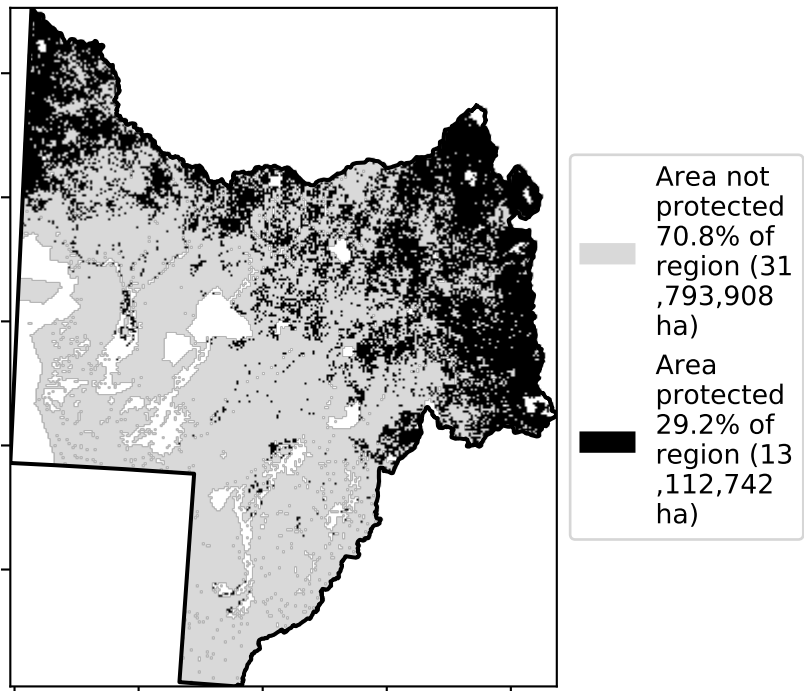 Area not
protected
70.8% of
region (31
,793,908
ha)
Area
protected
29.2% of
region (13
,112,742
ha)